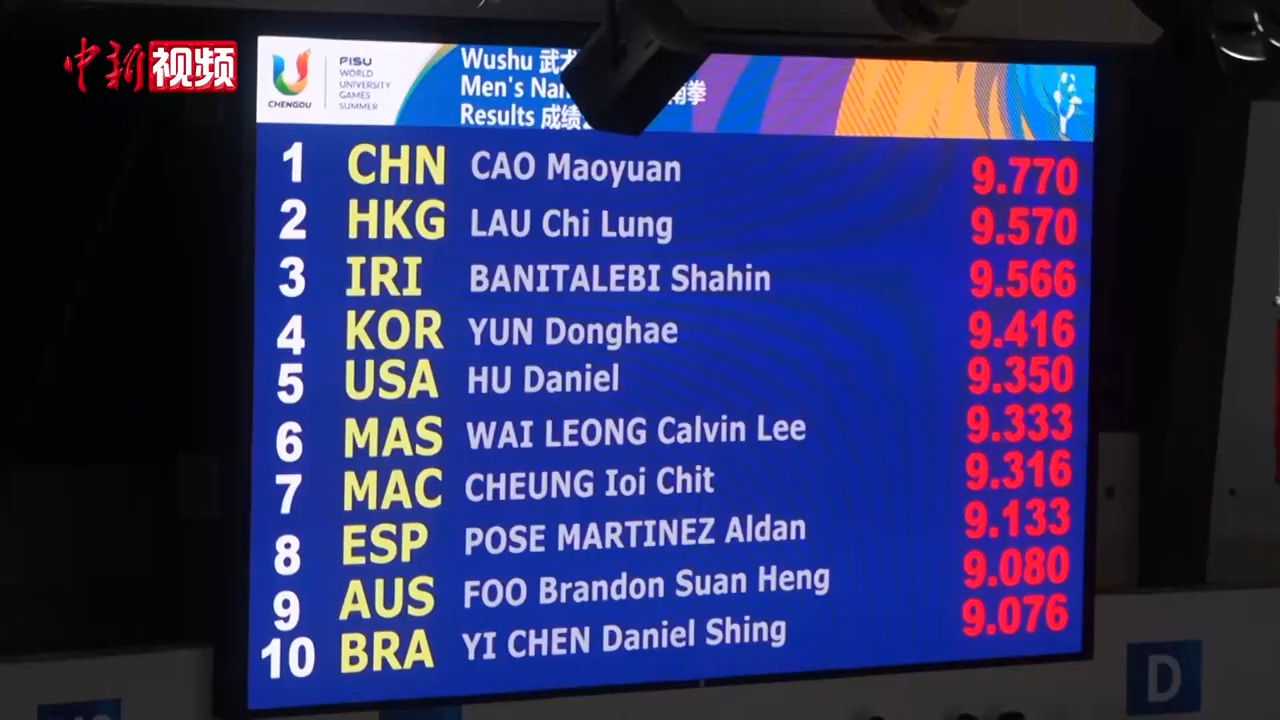 中新视频
CHENGDU
FISU
WORLD
UNIVERSITY
GAMES
SUMMER
Wushu 武术
Men's Nan 南拳
Results 成绩
1 CHN CAO Maoyuan 9.770
2 HKG LAU Chi Lung 9.570
3 IRI BANITALEBI Shahin 9.566
4 KOR YUN Donghae 9.416
5 USA HU Daniel 9.350
6 MAS WAI LEONG Calvin Lee 9.333
7 MAC CHEUNG Ioi Chit 9.316
8 ESP POSE MARTINEZ Aldan 9.133
9 AUS FOO Brandon Suan Heng 9.080
10 BRA YI CHEN Daniel Shing 9.076
D